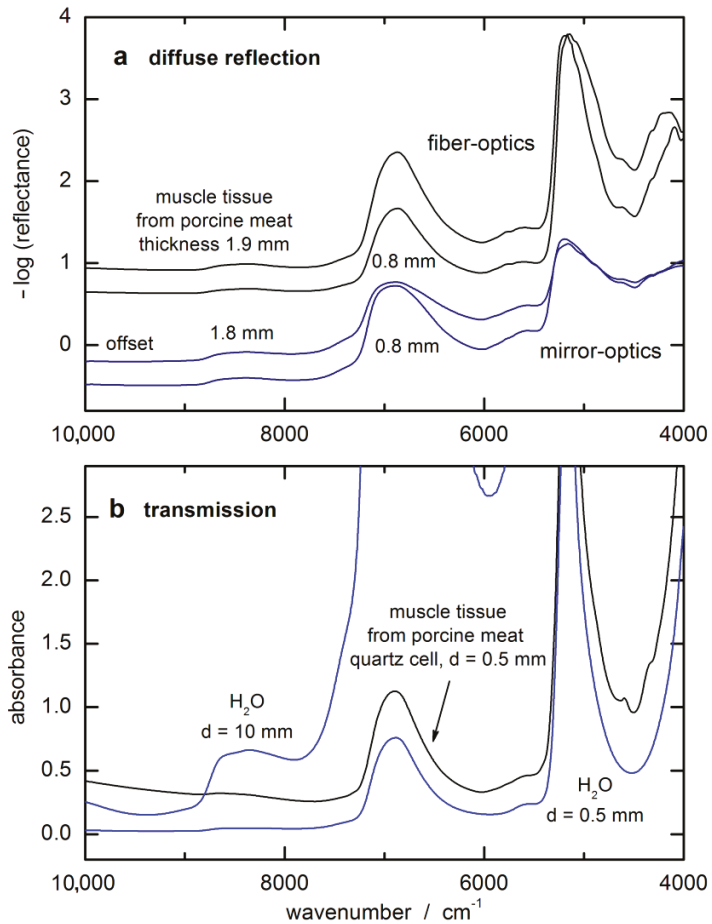 a diffuse reflection
4
3
2
1
0
− log (reflectance)
fiber-optics
muscle tissue
from porcine meat
thickness 1.9 mm
0.8 mm
offset
1.8 mm
0.8 mm
mirror-optics
10,000 8000 6000 4000
b transmission
2.5
2.0
1.5
1.0
0.5
0.0
absorbance
muscle tissue
from porcine meat
quartz cell, d = 0.5 mm
H₂O
d = 10 mm
H₂O
d = 0.5 mm
10,000 8000 6000 4000
wavenumber / cm⁻¹